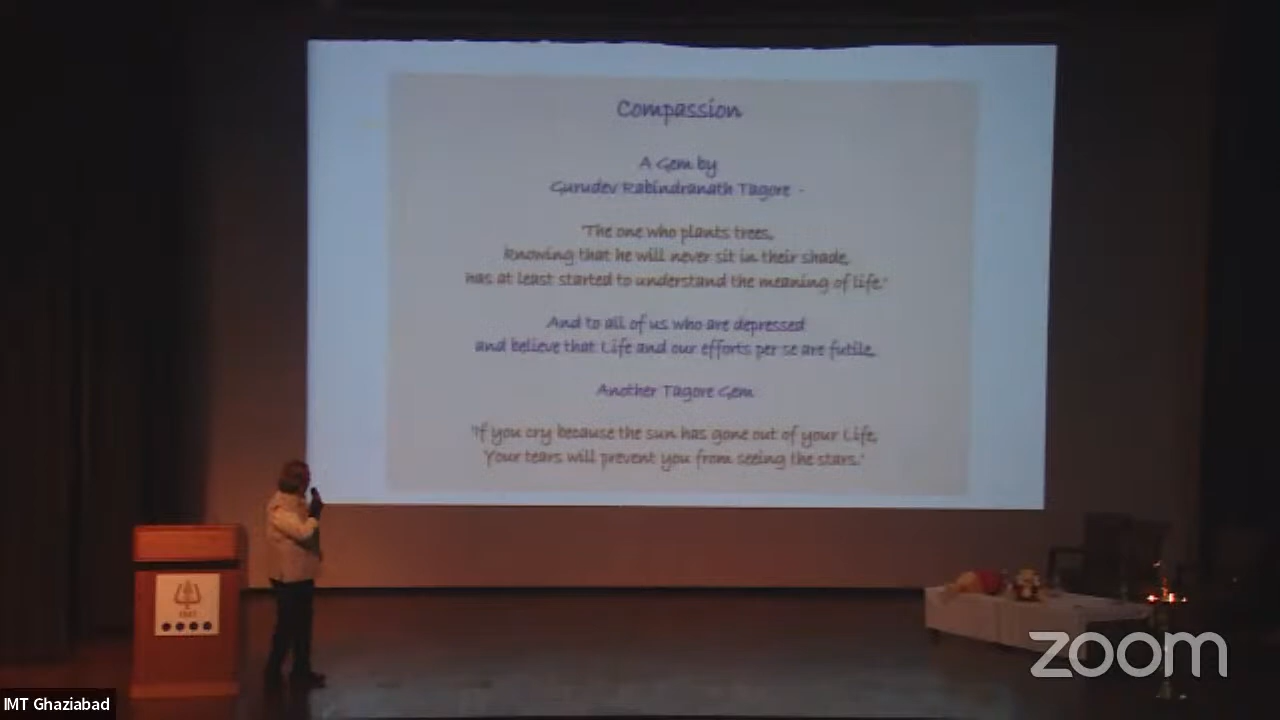 Compassion
A Gem by
Gurudev Rabindranath Tagore -
"The one who plants trees,
knowing that he will never sit in their shade,
has at least started to understand the meaning of life."
And to all of us who are depressed
and believe that Life and our efforts per se are futile,
Another Tagore Gem
"If you cry because the sun has gone out of your Life,
Your tears will prevent you from seeing the stars."
IMT
zoom
IMT Ghaziabad